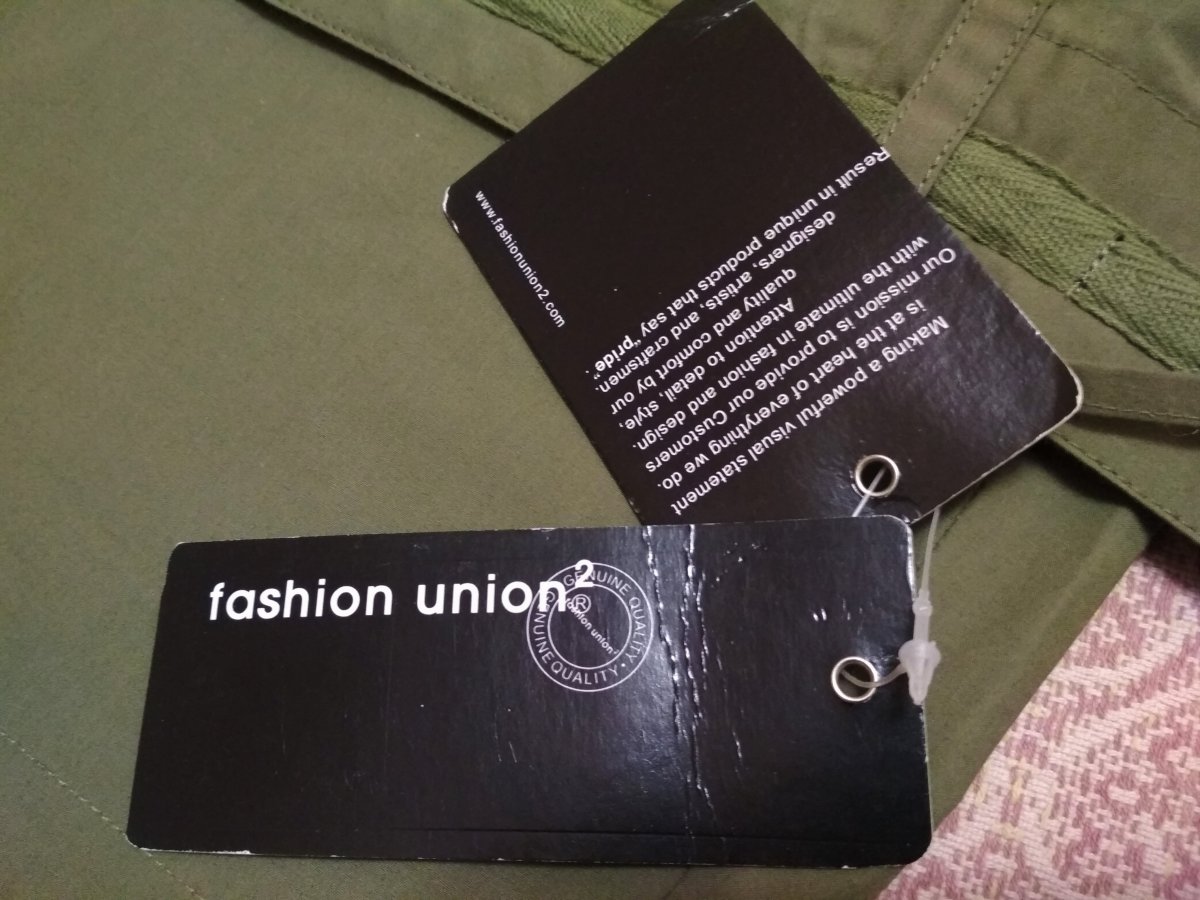 fashion union²®
GENUINE QUALITY • GENUINE QUALITY •
fashion union
Making a powerful visual statement
is at the heart of everything we do.
Our mission is to provide our Customers
with the ultimate in fashion and design.
Attention to detail, style,
quality and comfort by our
designers, artists, and craftsmen.
Result in unique products that say "pride".
www.fashionunion2.com